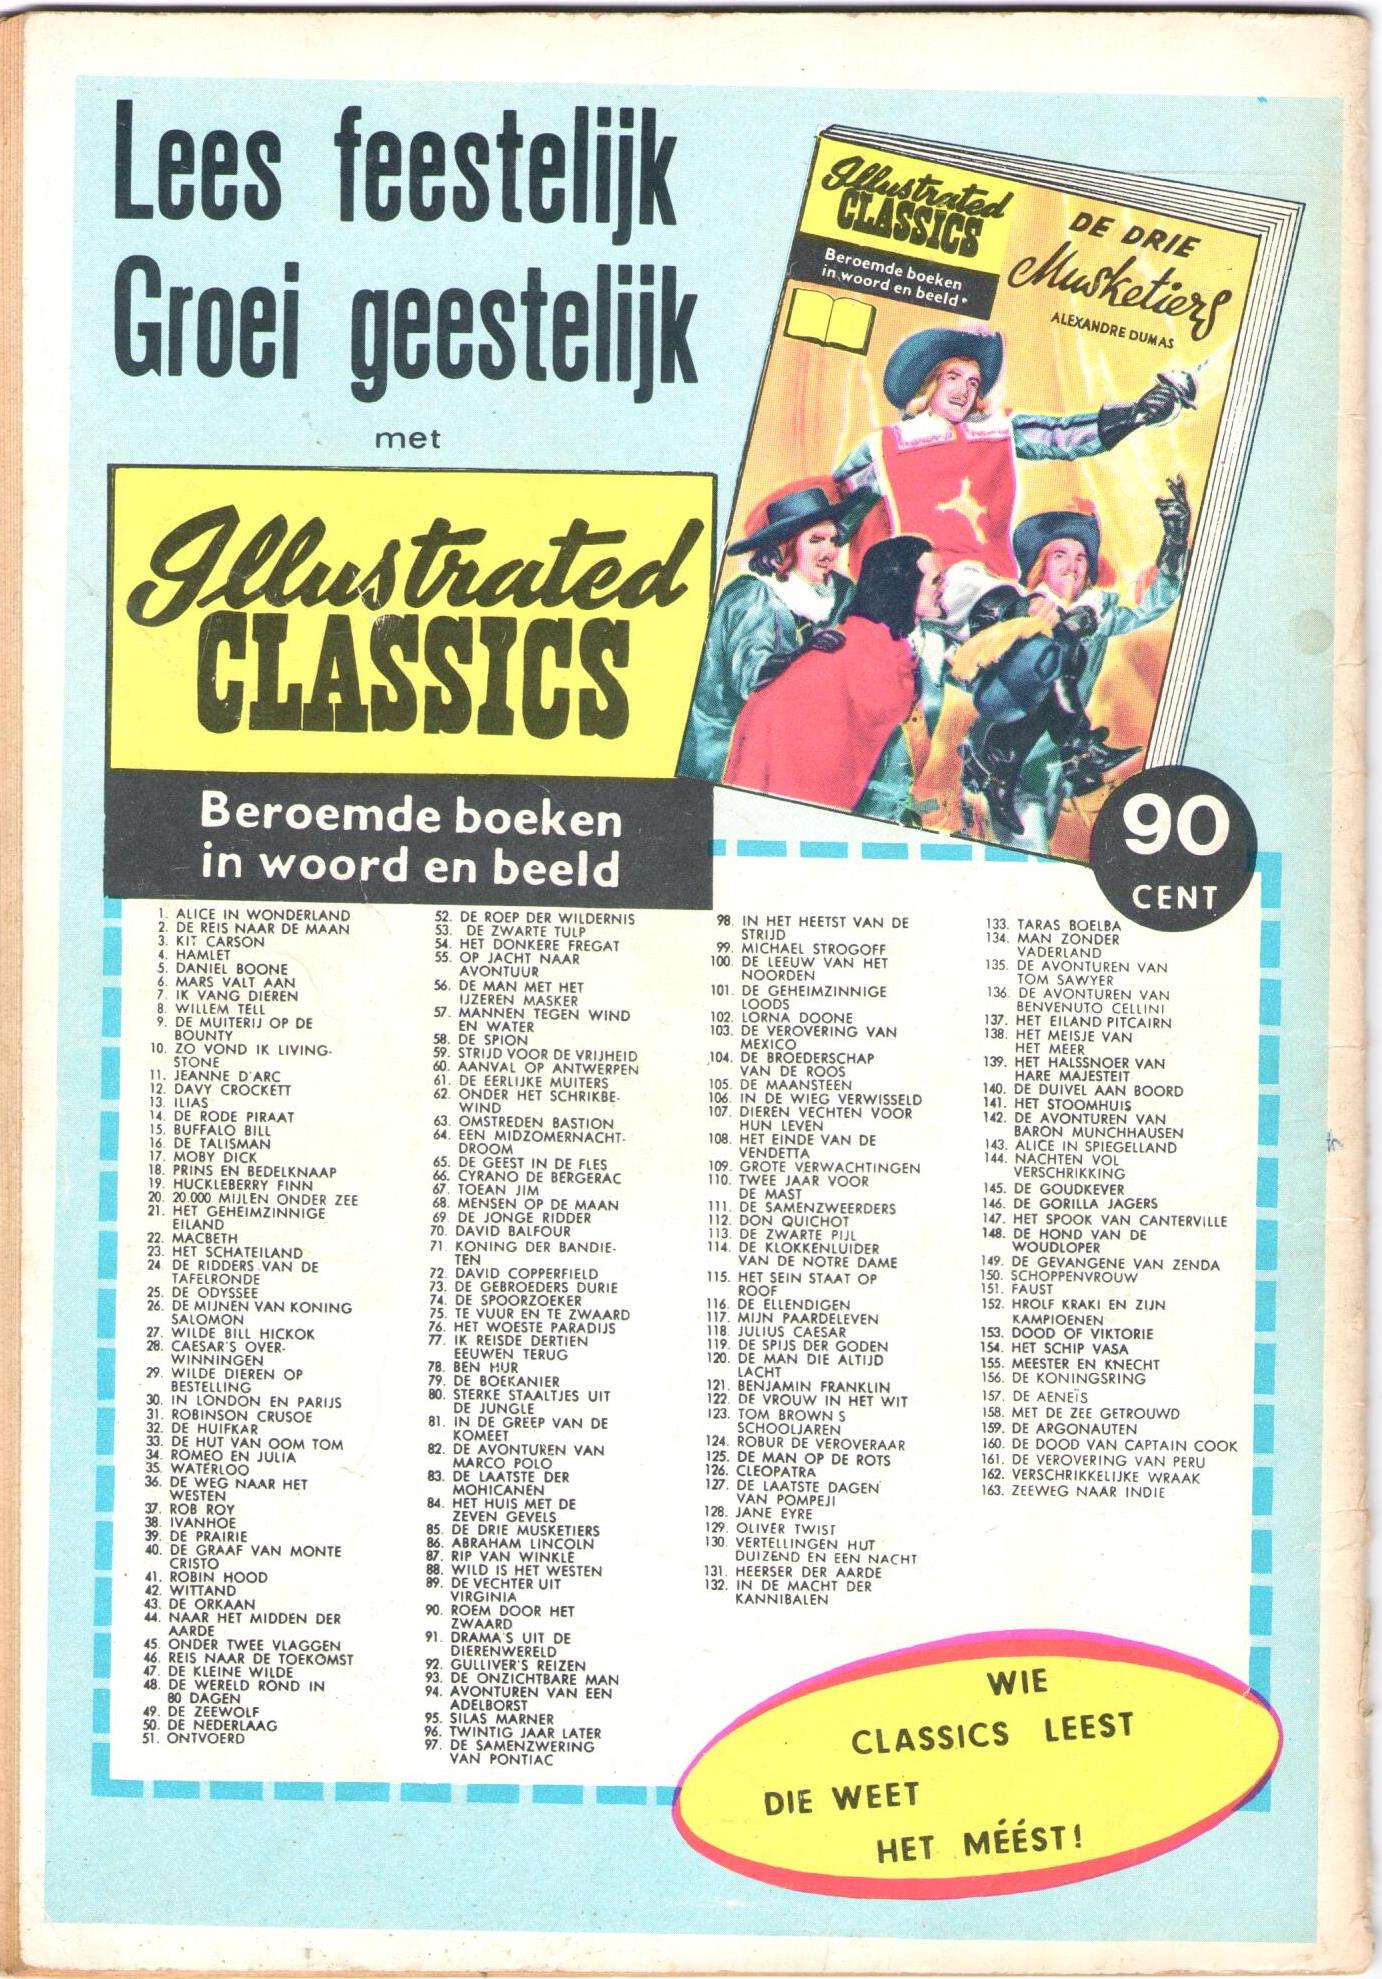 Lees feestelijk
Groei geestelijk
met
Illustrated
CLASSICS
Beroemde boeken
in woord en beeld
Illustrated
CLASSICS
Beroemde boeken
in woord en beeld•
DE DRIE
Musketiers
ALEXANDRE DUMAS
90
CENT
1. ALICE IN WONDERLAND
2. DE REIS NAAR DE MAAN
3. KIT CARSON
4. HAMLET
5. DANIEL BOONE
6. MARS VALT AAN
7. IK VANG DIEREN
8. WILLEM TELL
9. DE MUITERIJ OP DE
BOUNTY
10. ZO VOND IK LIVING-
STONE
11. JEANNE D'ARC
12. DAVY CROCKETT
13. ILIAS
14. DE RODE PIRAAT
15. BUFFALO BILL
16. DE TALISMAN
17. MOBY DICK
18. PRINS EN BEDELKNAAP
19. HUCKLEBERRY FINN
20. 20.000 MIJLEN ONDER ZEE
21. HET GEHEIMZINNIGE
EILAND
22. MACBETH
23. HET SCHATEILAND
24. DE RIDDERS VAN DE
TAFELRONDE
25. DE ODYSSEE
26. DE MIJNEN VAN KONING
SALOMON
27. WILDE BILL HICKOK
28. CAESAR'S OVER-
WINNINGEN
29. WILDE DIEREN OP
BESTELLING
30. IN LONDON EN PARIJS
31. ROBINSON CRUSOE
32. DE HUIFKAR
33. DE HUT VAN OOM TOM
34. ROMEO EN JULIA
35. WATERLOO
36. DE WEG NAAR HET
WESTEN
37. ROB ROY
38. IVANHOE
39. DE PRAIRIE
40. DE GRAAF VAN MONTE
CRISTO
41. ROBIN HOOD
42. WITTAND
43. DE ORKAAN
44. NAAR HET MIDDEN DER
AARDE
45. ONDER TWEE VLAGGEN
46. REIS NAAR DE TOEKOMST
47. DE KLEINE WILDE
48. DE WERELD ROND IN
80 DAGEN
49. DE ZEEWOLF
50. DE NEDERLAAG
51. ONTVOERD
52. DE ROEP DER WILDERNIS
53. DE ZWARTE TULP
54. HET DONKERE FREGAT
55. OP JACHT NAAR
AVONTUUR
56. DE MAN MET HET
IJZEREN MASKER
57. MANNEN TEGEN WIND
EN WATER
58. DE SPION
59. STRIJD VOOR DE VRIJHEID
60. AANVAL OP ANTWERPEN
61. DE EERLIJKE MUITERS
62. ONDER HET SCHRIKBE-
WIND
63. OMSTREDEN BASTION
64. EEN MIDZOMERNACHT-
DROOM
65. DE GEEST IN DE FLES
66. CYRANO DE BERGERAC
67. TOEAN JIM
68. MENSEN OP DE MAAN
69. DE JONGE RIDDER
70. DAVID BALFOUR
71. KONING DER BANDIE-
TEN
72. DAVID COPPERFIELD
73. DE GEBROEDERS DURIE
74. DE SPOORZOEKER
75. TE VUUR EN TE ZWAARD
76. HET WOESTE PARADIJS
77. IK REISDE DERTIEN
EEUWEN TERUG
78. BEN HUR
79. DE BOEKANIER
80. STERKE STAALTJES UIT
DE JUNGLE
81. IN DE GREEP VAN DE
KOMEET
82. DE AVONTUREN VAN
MARCO POLO
83. DE LAATSTE DER
MOHICANEN
84. HET HUIS MET DE
ZEVEN GEVELS
85. DE DRIE MUSKETIERS
86. ABRAHAM LINCOLN
87. RIP VAN WINKLE
88. WILD IS HET WESTEN
89. DE VECHTER UIT
VIRGINIA
90. ROEM DOOR HET
ZWAARD
91. DRAMA'S UIT DE
DIERENWERELD
92. GULLIVER'S REIZEN
93. DE ONZICHTBARE MAN
94. AVONTUREN VAN EEN
ADELBORST
95. SILAS MARNER
96. TWINTIG JAAR LATER
97. DE SAMENZWERING
VAN PONTIAC
98. IN HET HEETST VAN DE
STRIJD
99. MICHAEL STROGOFF
100. DE LEEUW VAN HET
NOORDEN
101. DE GEHEIMZINNIGE
LOODS
102. LORNA DOONE
103. DE VEROVERING VAN
MEXICO
104. DE BROEDERSCHAP
VAN DE ROOS
105. DE MAANSTEEN
106. IN DE WIEG VERWISSELD
107. DIEREN VECHTEN VOOR
HUN LEVEN
108. HET EINDE VAN DE
VENDETTA
109. GROTE VERWACHTINGEN
110. TWEE JAAR VOOR
DE MAST
111. DE SAMENZWEERDERS
112. DON QUICHOT
113. DE ZWARTE PIJL
114. DE KLOKKENLUIDER
VAN DE NOTRE DAME
115. HET SEIN STAAT OP
ROOF
116. DE ELLENDIGEN
117. MIJN PAARDELEVEN
118. JULIUS CAESAR
119. DE SPIJS DER GODEN
120. DE MAN DIE ALTIJD
LACHT
121. BENJAMIN FRANKLIN
122. DE VROUW IN HET WIT
123. TOM BROWN S
SCHOOLJAREN
124. ROBUR DE VEROVERAAR
125. DE MAN OP DE ROTS
126. CLEOPATRA
127. DE LAATSTE DAGEN
VAN POMPEJI
128. JANE EYRE
129. OLIVER TWIST
130. VERTELLINGEN HUT
DUIZEND EN EEN NACHT
131. HEERSER DER AARDE
132. IN DE MACHT DER
KANNIBALEN
133. TARAS BOELBA
134. MAN ZONDER
VADERLAND
135. DE AVONTUREN VAN
TOM SAWYER
136. DE AVONTUREN VAN
BENVENUTO CELLINI
137. HET EILAND PITCAIRN
138. HET MEISJE VAN
HET MEER
139. HET HALSSNOER VAN
HARE MAJESTEIT
140. DE DUIVEL AAN BOORD
141. HET STOOMHUIS
142. DE AVONTUREN VAN
BARON MUNCHHAUSEN
143. ALICE IN SPIEGELLAND
144. NACHTEN VOL
VERSCHRIKKING
145. DE GOUDKEVER
146. DE GORILLA JAGERS
147. HET SPOOK VAN CANTERVILLE
148. DE HOND VAN DE
WOUDLOPER
149. DE GEVANGENE VAN ZENDA
150. SCHOPPENVROUW
151. FAUST
152. HROLF KRAKI EN ZIJN
KAMPIOENEN
153. DOOD OF VIKTORIE
154. HET SCHIP VASA
155. MEESTER EN KNECHT
156. DE KONINGSRING
157. DE AENEÏS
158. MET DE ZEE GETROUWD
159. DE ARGONAUTEN
160. DE DOOD VAN CAPTAIN COOK
161. DE VEROVERING VAN PERU
162. VERSCHRIKKELIJKE WRAAK
163. ZEEWEG NAAR INDIE
WIE
CLASSICS LEEST
DIE WEET
HET MÉÉST!